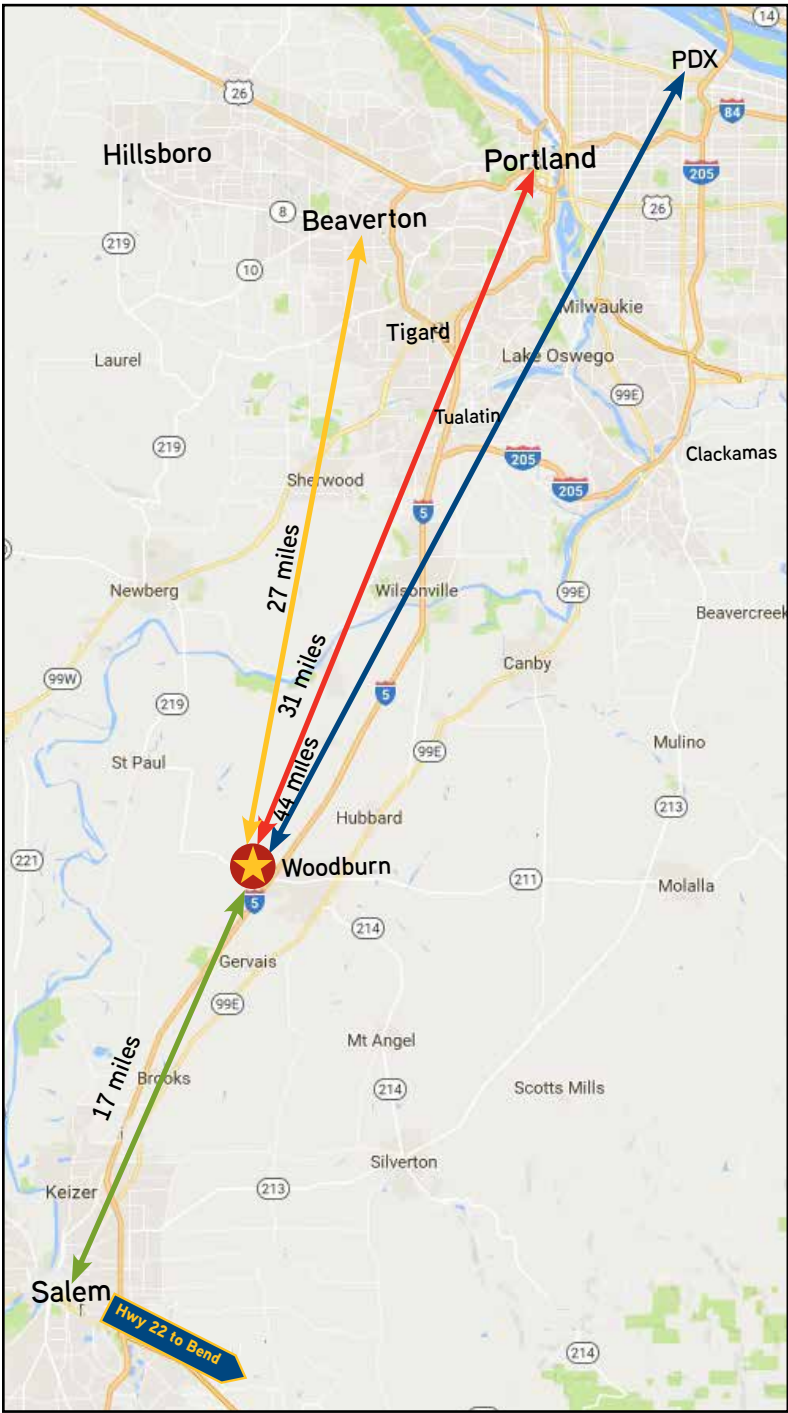 14
PDX
26
84
Hillsboro
Portland
205
8
Beaverton
26
219
10
Milwaukie
Tigard
Laurel
Lake Oswego
99E
Tualatin
219
205
Clackamas
Sherwood
205
5
27 miles
Newberg
Wilsonville
99E
Beavercreek
31 miles
Canby
99W
5
219
Mulino
99E
St Paul
44 miles
213
Hubbard
221
Woodburn
211
Molalla
5
214
Gervais
99E
Mt Angel
17 miles
Brooks
214
Scotts Mills
Silverton
Keizer
213
Salem
Hwy 22 to Bend
214